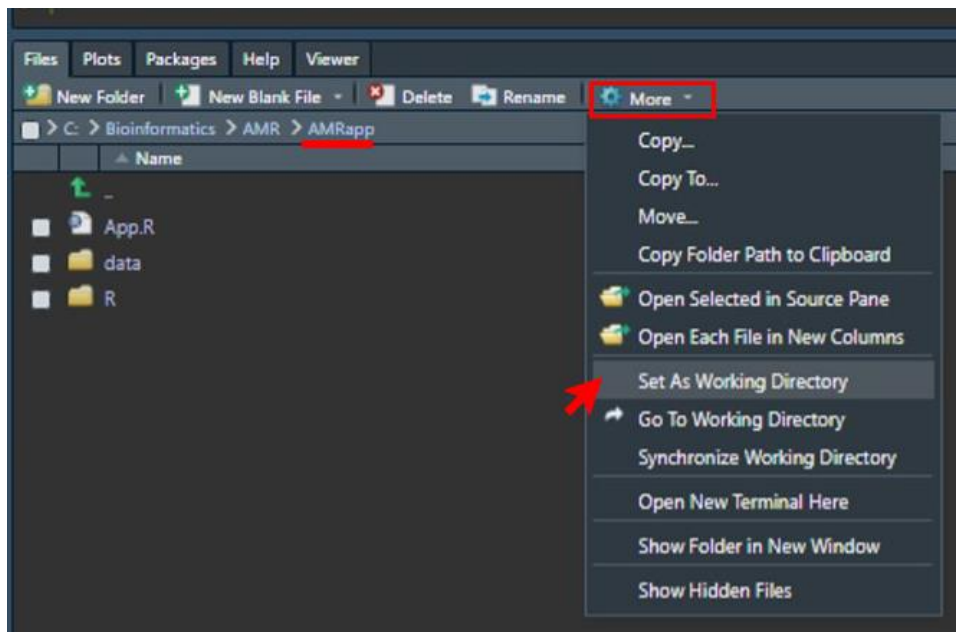 Files Plots Packages Help Viewer
New Folder New Blank File Delete Rename More
C: > Bioinformatics > AMR > AMRapp
Name
..
App.R
data
R
Copy...
Copy To...
Move...
Copy Folder Path to Clipboard
Open Selected in Source Pane
Open Each File in New Columns
Set As Working Directory
Go To Working Directory
Synchronize Working Directory
Open New Terminal Here
Show Folder in New Window
Show Hidden Files